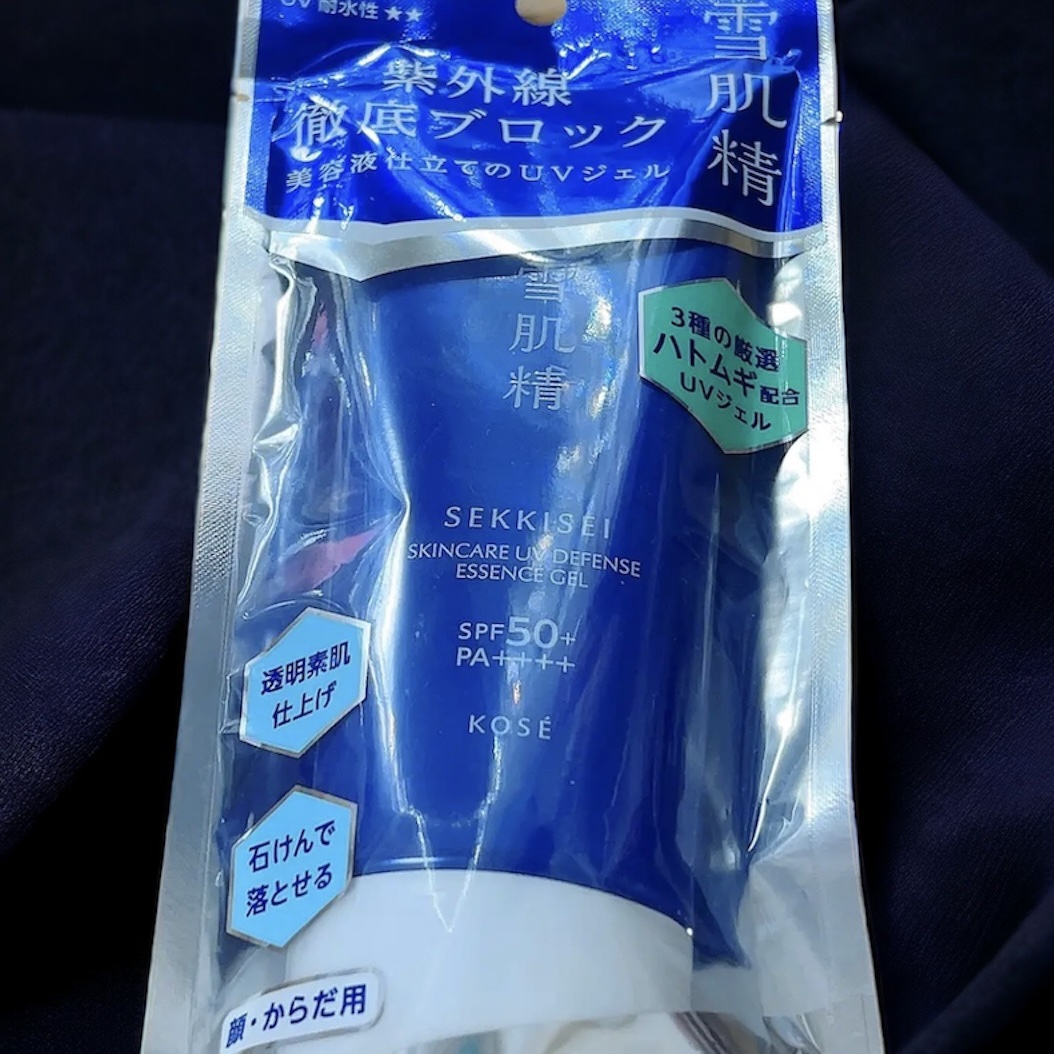 UV 耐水性★★
雪肌精
紫外線
徹底ブロック
美容液仕立てのUVジェル
雪肌精
3種の厳選
ハトムギ配合
UVジェル
SEKKISEI
SKINCARE UV DEFENSE
ESSENCE GEL
SPF50+
PA++++
透明素肌
仕上げ
KOSÉ
石けんで
落とせる
顔・からだ用